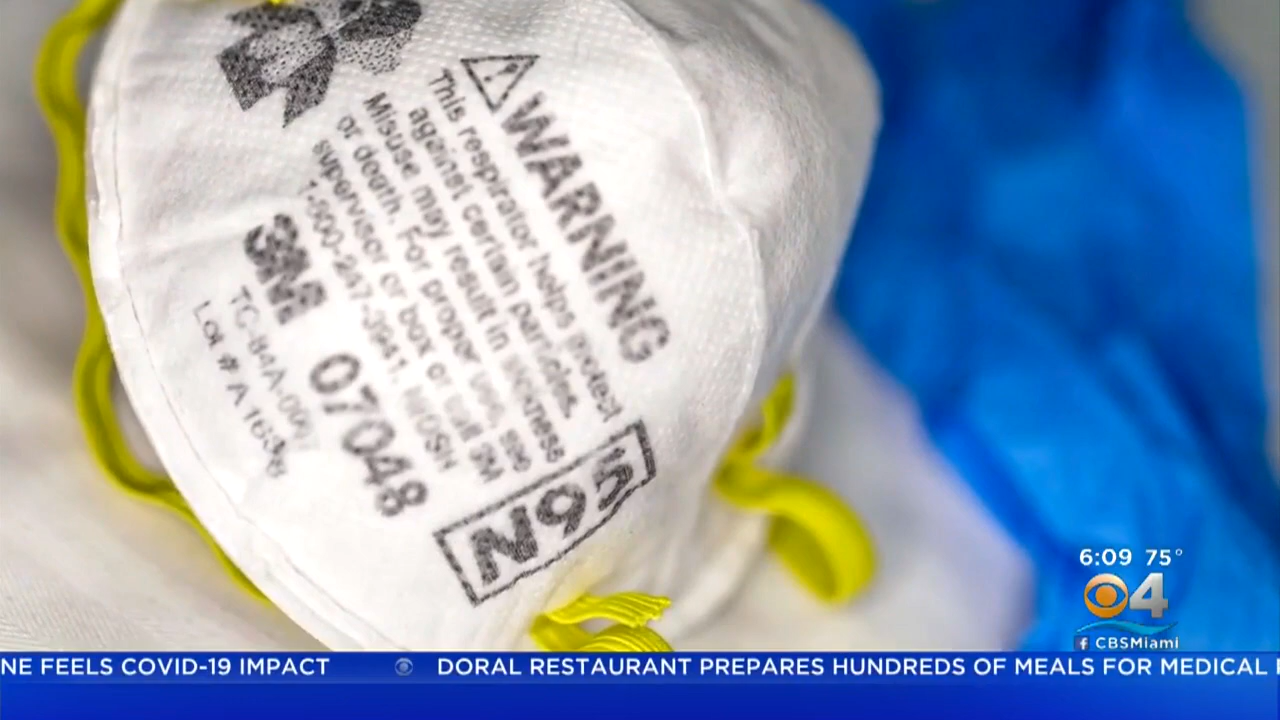 WARNING
This respirator helps protect
against certain particles.
Misuse may result in sickness
or death. For proper use, see
supervisor or box or call 3M
1-800-247-3941. NIOSH
3M
07048
TC-84A-0007
Lot # A 163
N95
6:09 75°
4
CBSMiami
NE FEELS COVID-19 IMPACT
DORAL RESTAURANT PREPARES HUNDREDS OF MEALS FOR MEDICAL